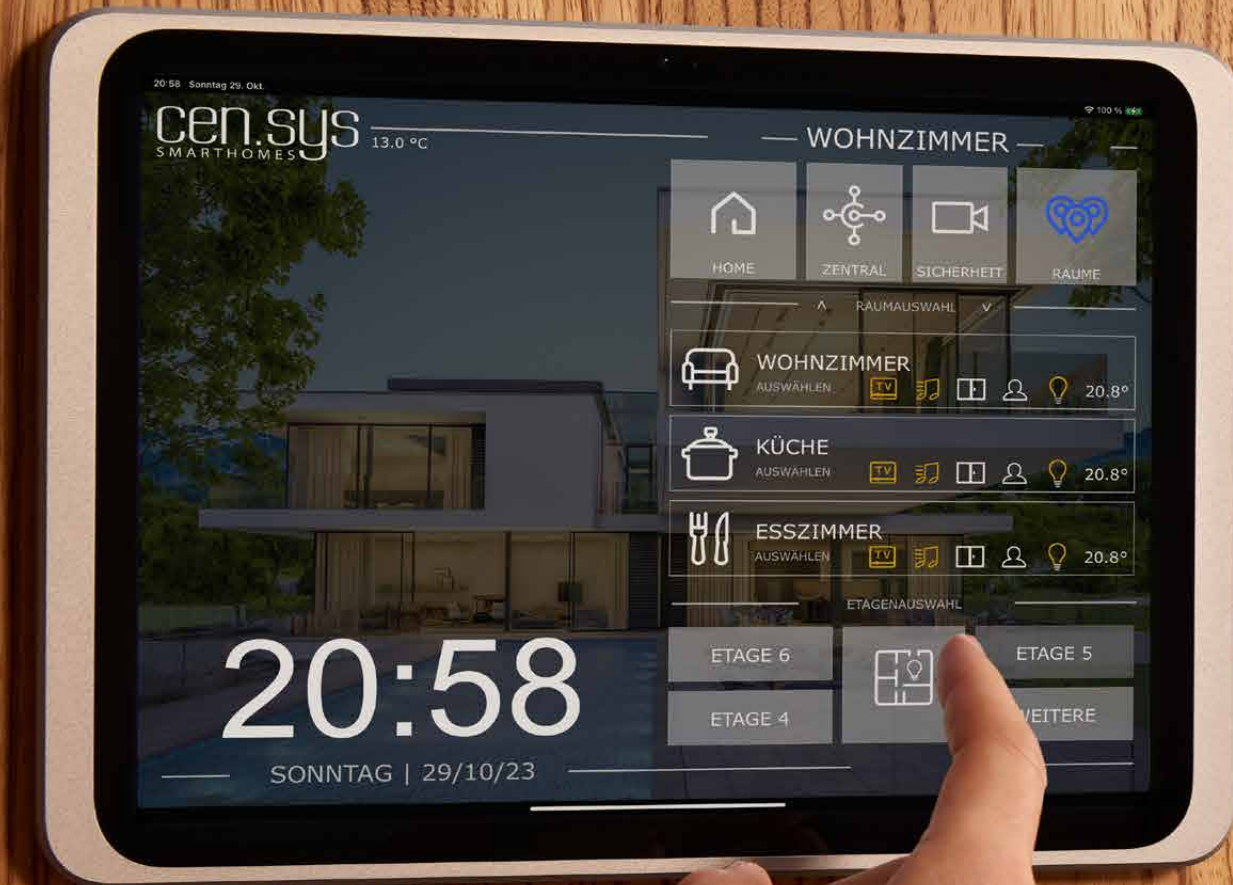 20:58 Sonntag 29. Okt.
100 %
cen.sys
SMARTHOMES
13.0 °C
WOHNZIMMER
HOME
ZENTRAL
SICHERHEIT
RÄUME
RAUMAUSWAHL
WOHNZIMMER
AUSWÄHLEN
TV
20.8°
KÜCHE
AUSWÄHLEN
TV
20.8°
ESSZIMMER
AUSWÄHLEN
TV
20.8°
ETAGENAUSWAHL
ETAGE 6
ETAGE 5
ETAGE 4
WEITERE
20:58
SONNTAG | 29/10/23